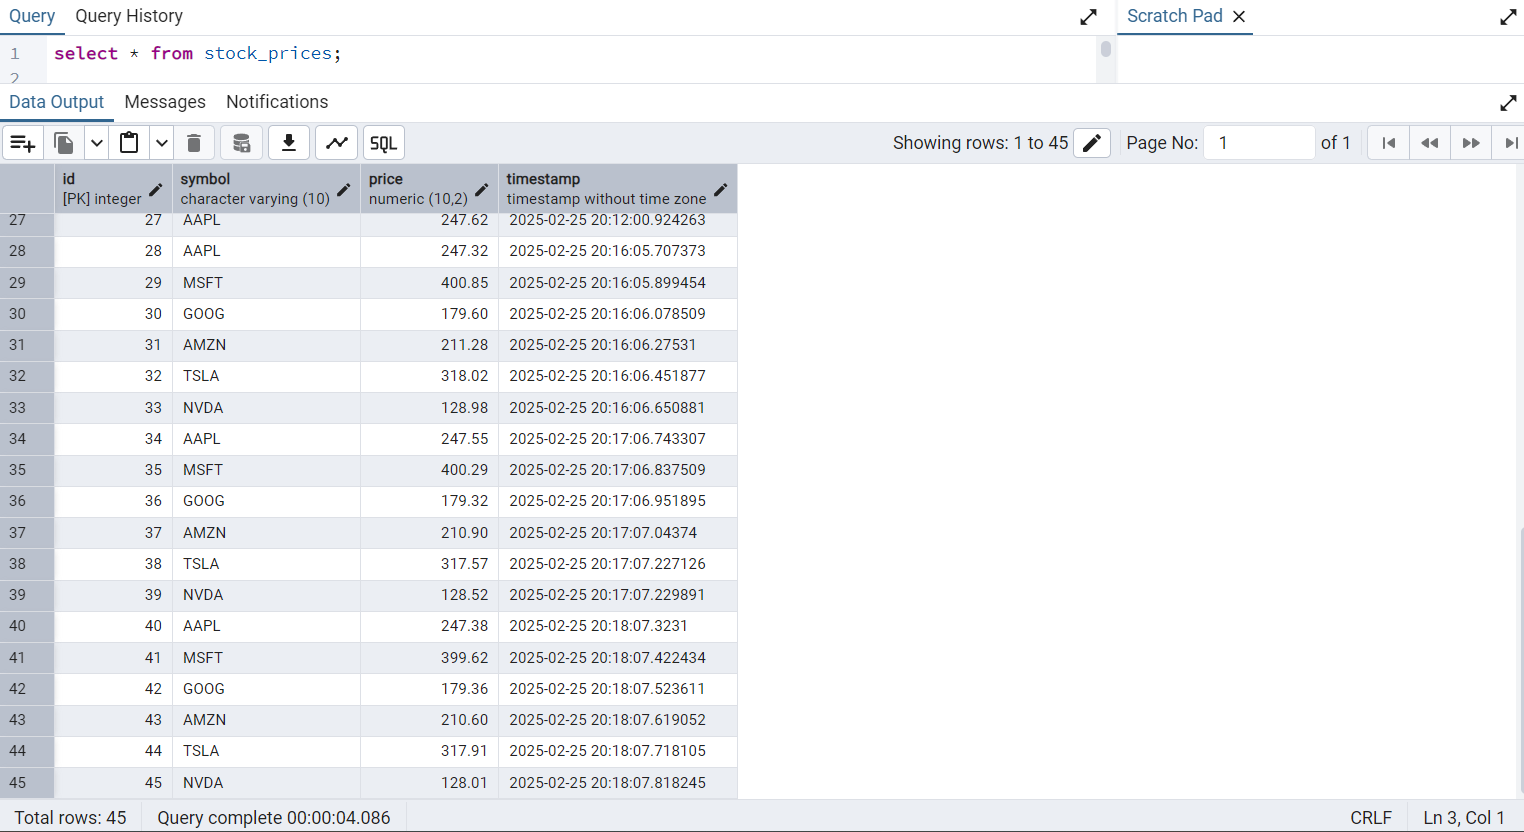 Query Query History Scratch Pad
1 select * from stock_prices;
2
Data Output Messages Notifications
SQL Showing rows: 1 to 45 Page No: 1 of 1
id symbol price timestamp
[PK] integer character varying (10) numeric (10,2) timestamp without time zone
27 27 AAPL 247.62 2025-02-25 20:12:00.924263
28 28 AAPL 247.32 2025-02-25 20:16:05.707373
29 29 MSFT 400.85 2025-02-25 20:16:05.899454
30 30 GOOG 179.60 2025-02-25 20:16:06.078509
31 31 AMZN 211.28 2025-02-25 20:16:06.27531
32 32 TSLA 318.02 2025-02-25 20:16:06.451877
33 33 NVDA 128.98 2025-02-25 20:16:06.650881
34 34 AAPL 247.55 2025-02-25 20:17:06.743307
35 35 MSFT 400.29 2025-02-25 20:17:06.837509
36 36 GOOG 179.32 2025-02-25 20:17:06.951895
37 37 AMZN 210.90 2025-02-25 20:17:07.04374
38 38 TSLA 317.57 2025-02-25 20:17:07.227126
39 39 NVDA 128.52 2025-02-25 20:17:07.229891
40 40 AAPL 247.38 2025-02-25 20:18:07.3231
41 41 MSFT 399.62 2025-02-25 20:18:07.422434
42 42 GOOG 179.36 2025-02-25 20:18:07.523611
43 43 AMZN 210.60 2025-02-25 20:18:07.619052
44 44 TSLA 317.91 2025-02-25 20:18:07.718105
45 45 NVDA 128.01 2025-02-25 20:18:07.818245
Total rows: 45 Query complete 00:00:04.086 CRLF Ln 3, Col 1